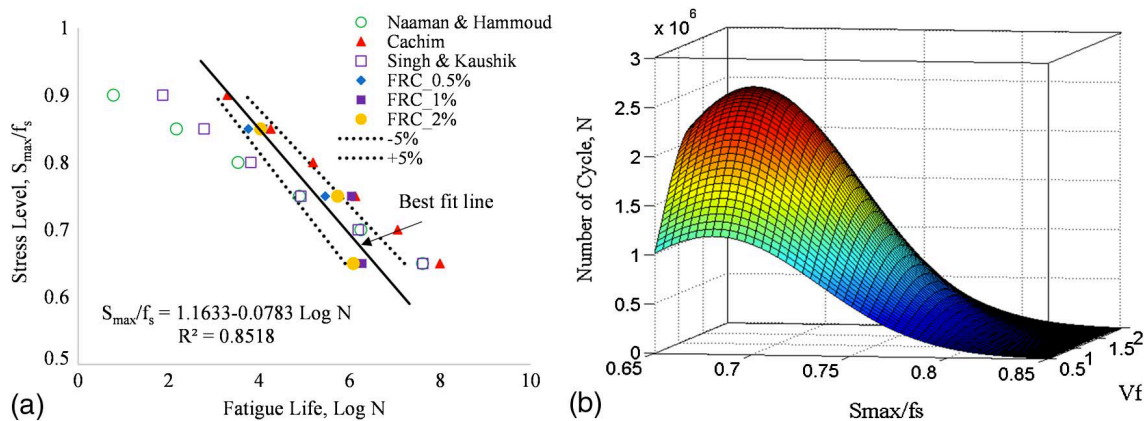 1
0.9
0.8
0.7
0.6
0.5
Stress Level, Smax/fs
0
2
4
6
8
10
Fatigue Life, Log N
Naaman & Hammoud
Cachim
Singh & Kaushik
FRC_0.5%
FRC_1%
FRC_2%
-5%
+5%
Best fit line
Smax/fs = 1.1633-0.0783 Log N
R² = 0.8518
(a)
x 10⁶
3
2.5
2
1.5
1
0.5
0
Number of Cycle, N
0.65
0.7
0.75
0.8
0.85
Smax/fs
0.5
1
1.5
2
Vf
(b)